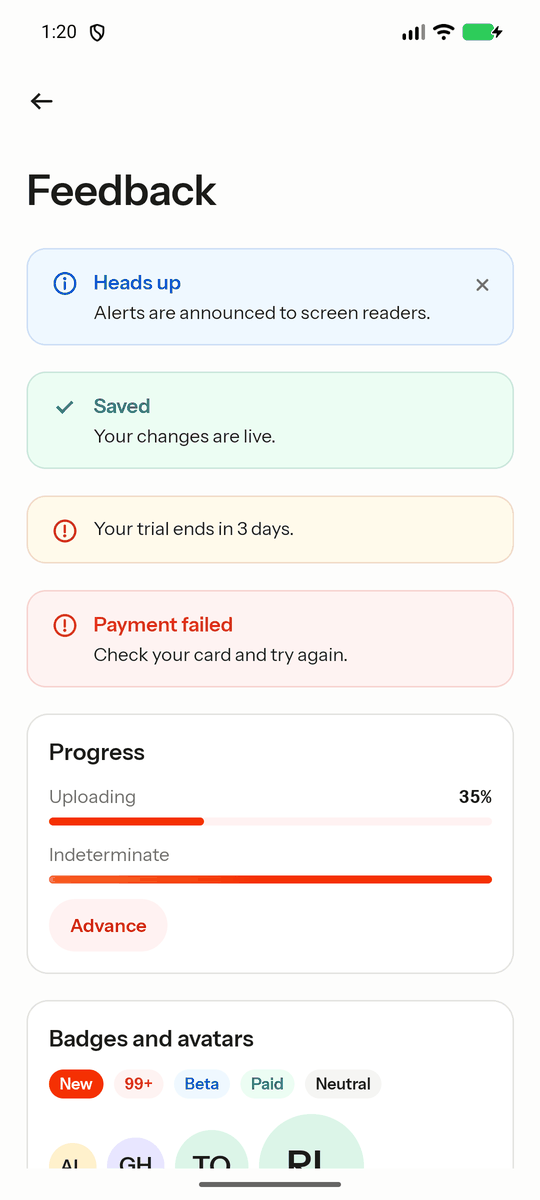 1:20
Feedback
Heads up
Alerts are announced to screen readers.
Saved
Your changes are live.
Your trial ends in 3 days.
Payment failed
Check your card and try again.
Progress
Uploading 35%
Indeterminate
Advance
Badges and avatars
New 99+ Beta Paid Neutral
GH TO